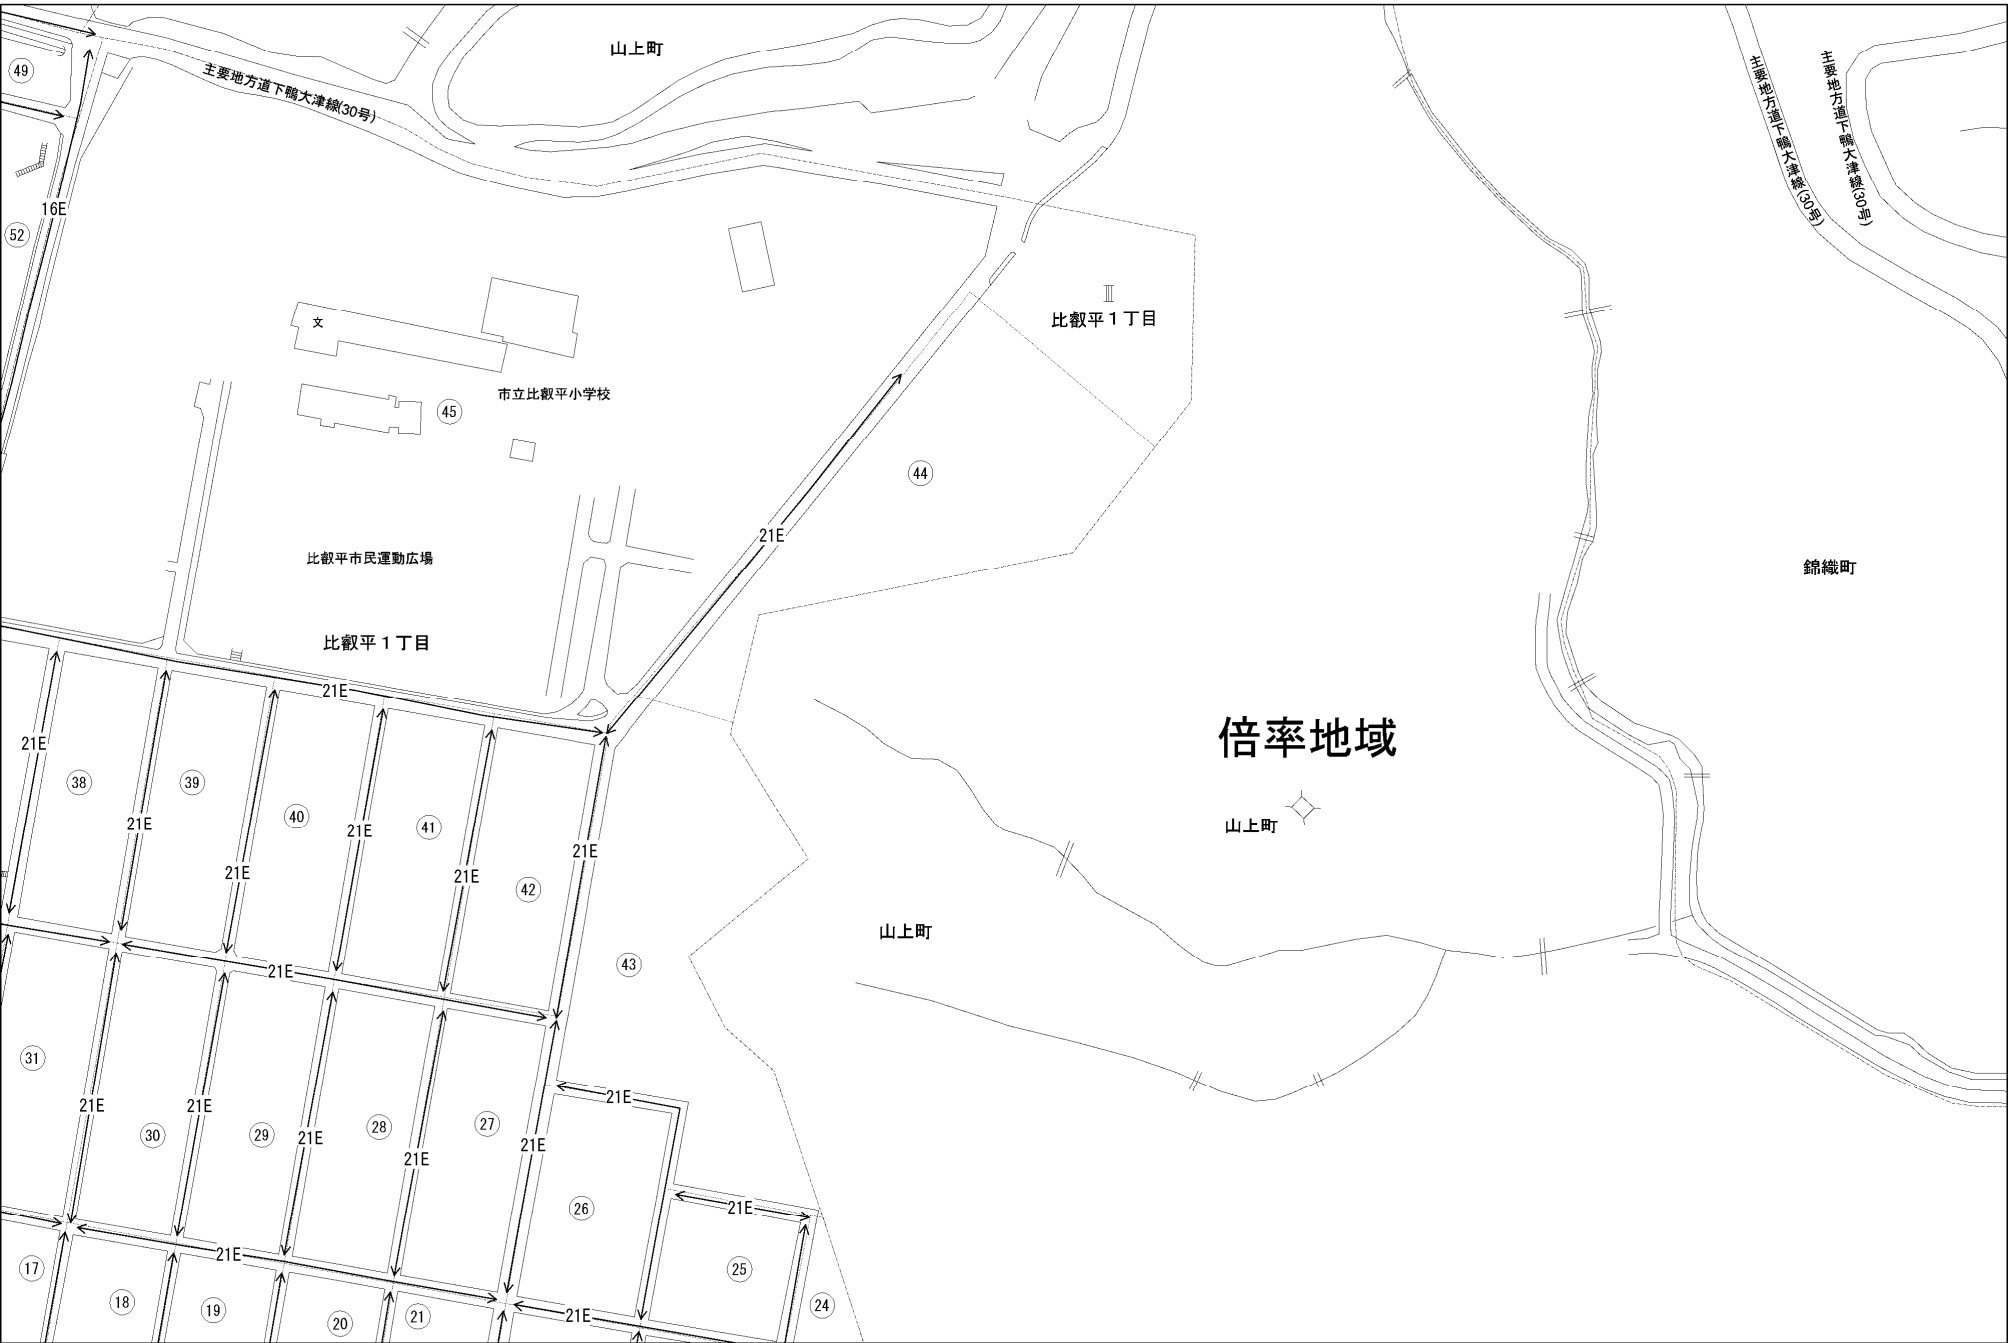 山上町
49
主要地方道下鴨大津線(30号)
主要地方道下鴨大津線(30号)
主要地方道下鴨大津線(30号)
16E
52
比叡平1丁目
文
市立比叡平小学校
45
44
21E
比叡平市民運動広場
錦織町
比叡平1丁目
21E
21E
倍率地域
38
39
40
41
42
21E
21E
21E
21E
21E
山上町
山上町
43
21E
31
30
29
28
27
21E
21E
21E
21E
21E
21E
26
21E
25
21E
17
18
19
20
21
24
21E